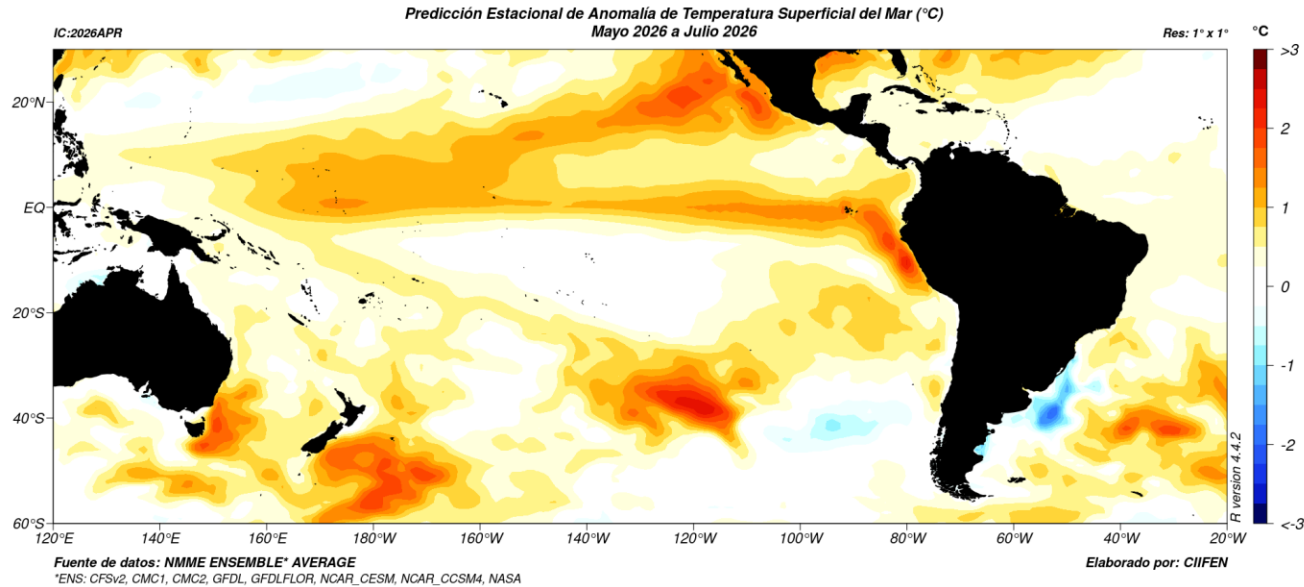 Predicción Estacional de Anomalía de Temperatura Superficial del Mar (°C)
IC:2026APR
Mayo 2026 a Julio 2026
Res: 1° x 1°
°C
>3
2
1
0
-1
-2
<-3
20°N
EQ
20°S
40°S
60°S
120°E
140°E
160°E
180°W
160°W
140°W
120°W
100°W
80°W
60°W
40°W
20°W
R version 4.4.2
Fuente de datos: NMME ENSEMBLE* AVERAGE
Elaborado por: CIIFEN
*ENS: CFSv2, CMC1, CMC2, GFDL, GFDLFLOR, NCAR_CESM, NCAR_CCSM4, NASA